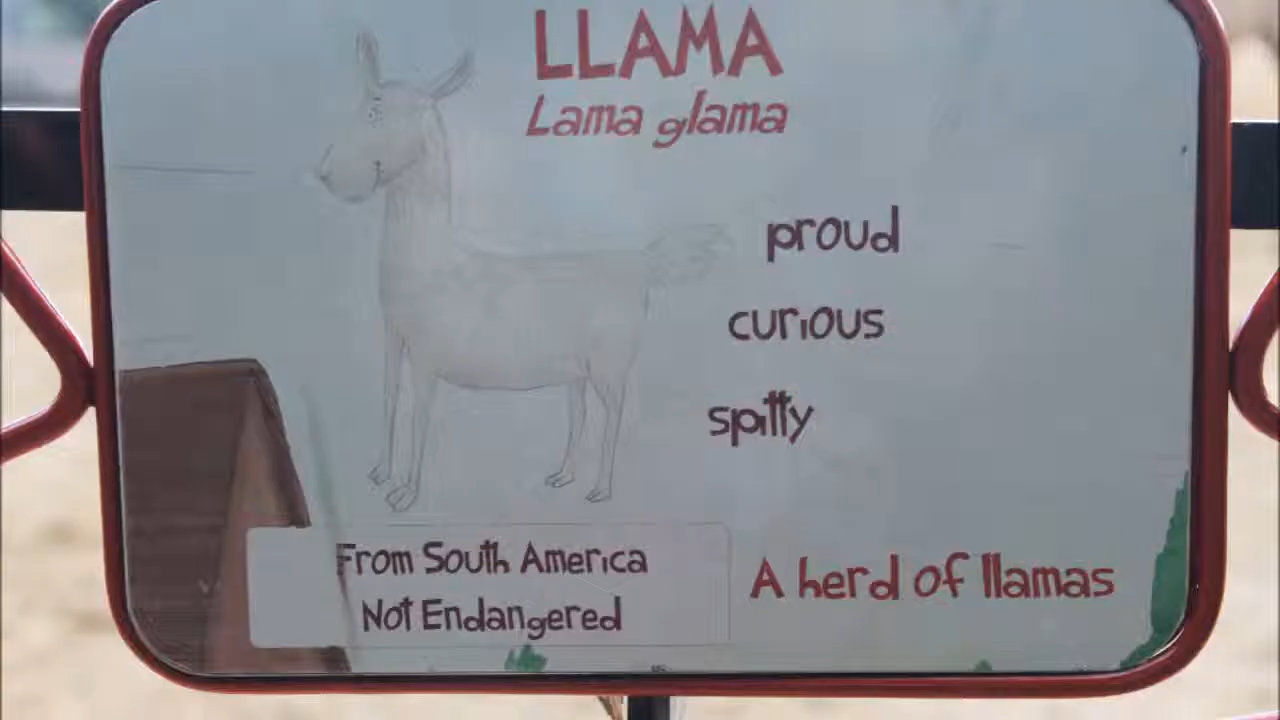 LLAMA
Lama glama
proud
curious
spitty
From South America
Not Endangered
A herd of llamas